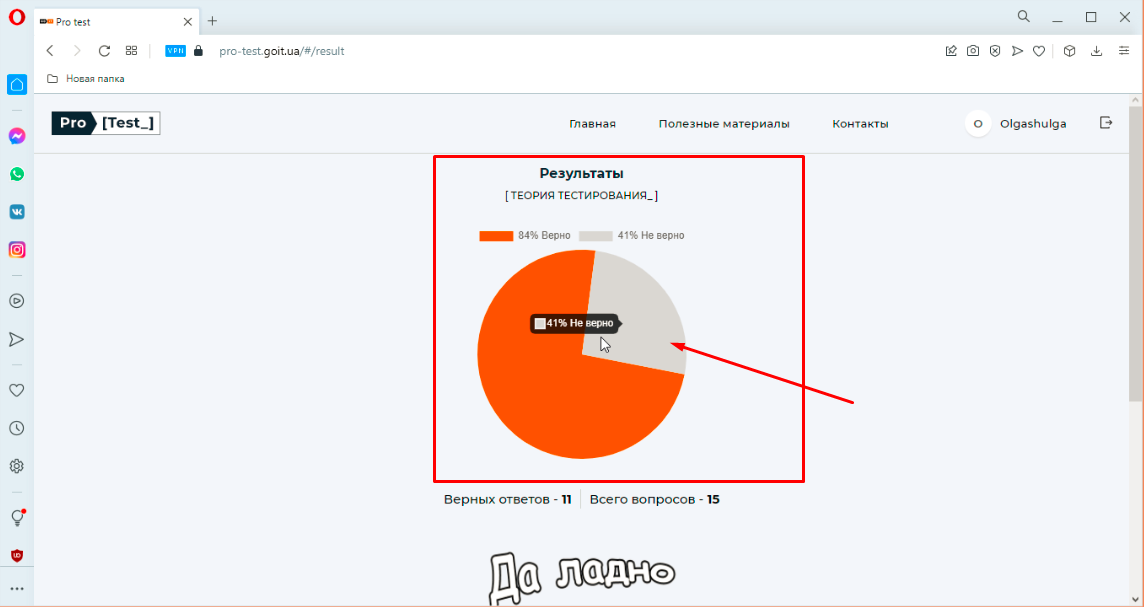 Pro test
VPN
pro-test.goit.ua/#/result
Новая папка
Pro [Test_]
Главная
Полезные материалы
Контакты
O
Olgashulga
Результаты
[ ТЕОРИЯ ТЕСТИРОВАНИЯ_ ]
84% Верно
41% Не верно
41% Не верно
Верных ответов - 11
Всего вопросов - 15
Да ладно